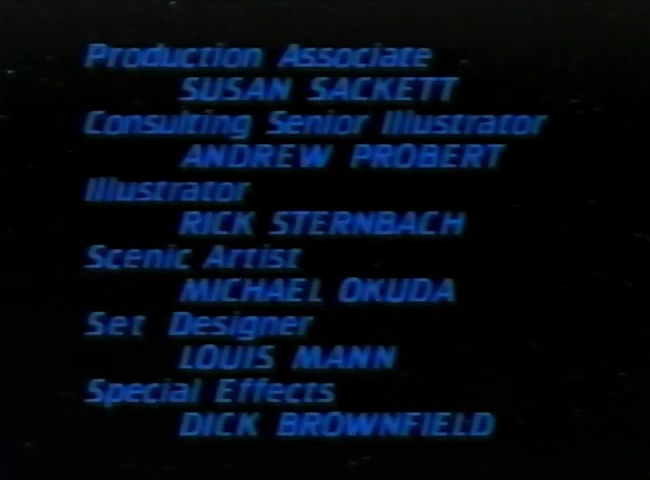 Production Associate
SUSAN SACKETT
Consulting Senior Illustrator
ANDREW PROBERT
Illustrator
RICK STERNBACH
Scenic Artist
MICHAEL OKUDA
Set Designer
LOUIS MANN
Special Effects
DICK BROWNFIELD